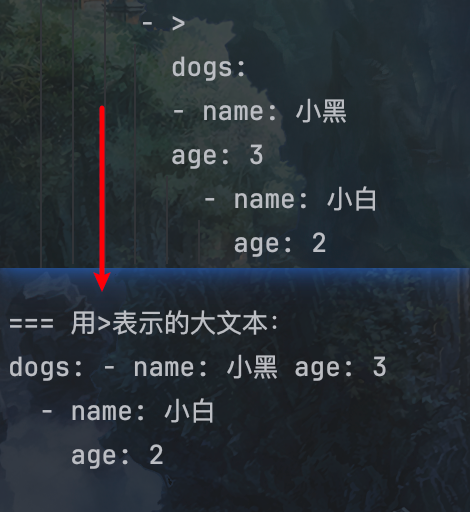 - >
dogs:
- name: 小黑
age: 3
- name: 小白
age: 2
=== 用>表示的大文本:
dogs: - name: 小黑 age: 3
- name: 小白
age: 2